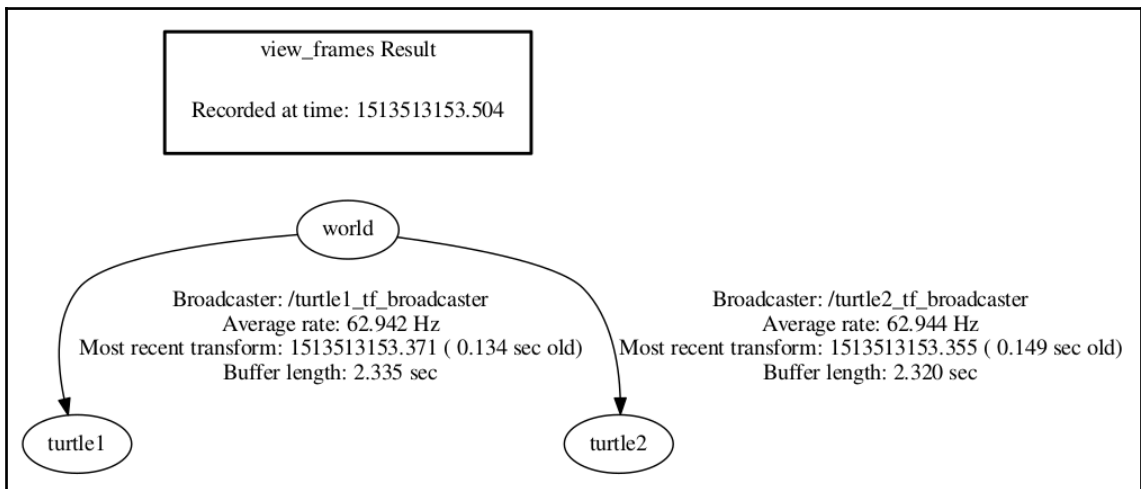 view_frames Result
Recorded at time: 1513513153.504
world
Broadcaster: /turtle1_tf_broadcaster
Average rate: 62.942 Hz
Most recent transform: 1513513153.371 ( 0.134 sec old)
Buffer length: 2.335 sec
Broadcaster: /turtle2_tf_broadcaster
Average rate: 62.944 Hz
Most recent transform: 1513513153.355 ( 0.149 sec old)
Buffer length: 2.320 sec
turtle1
turtle2